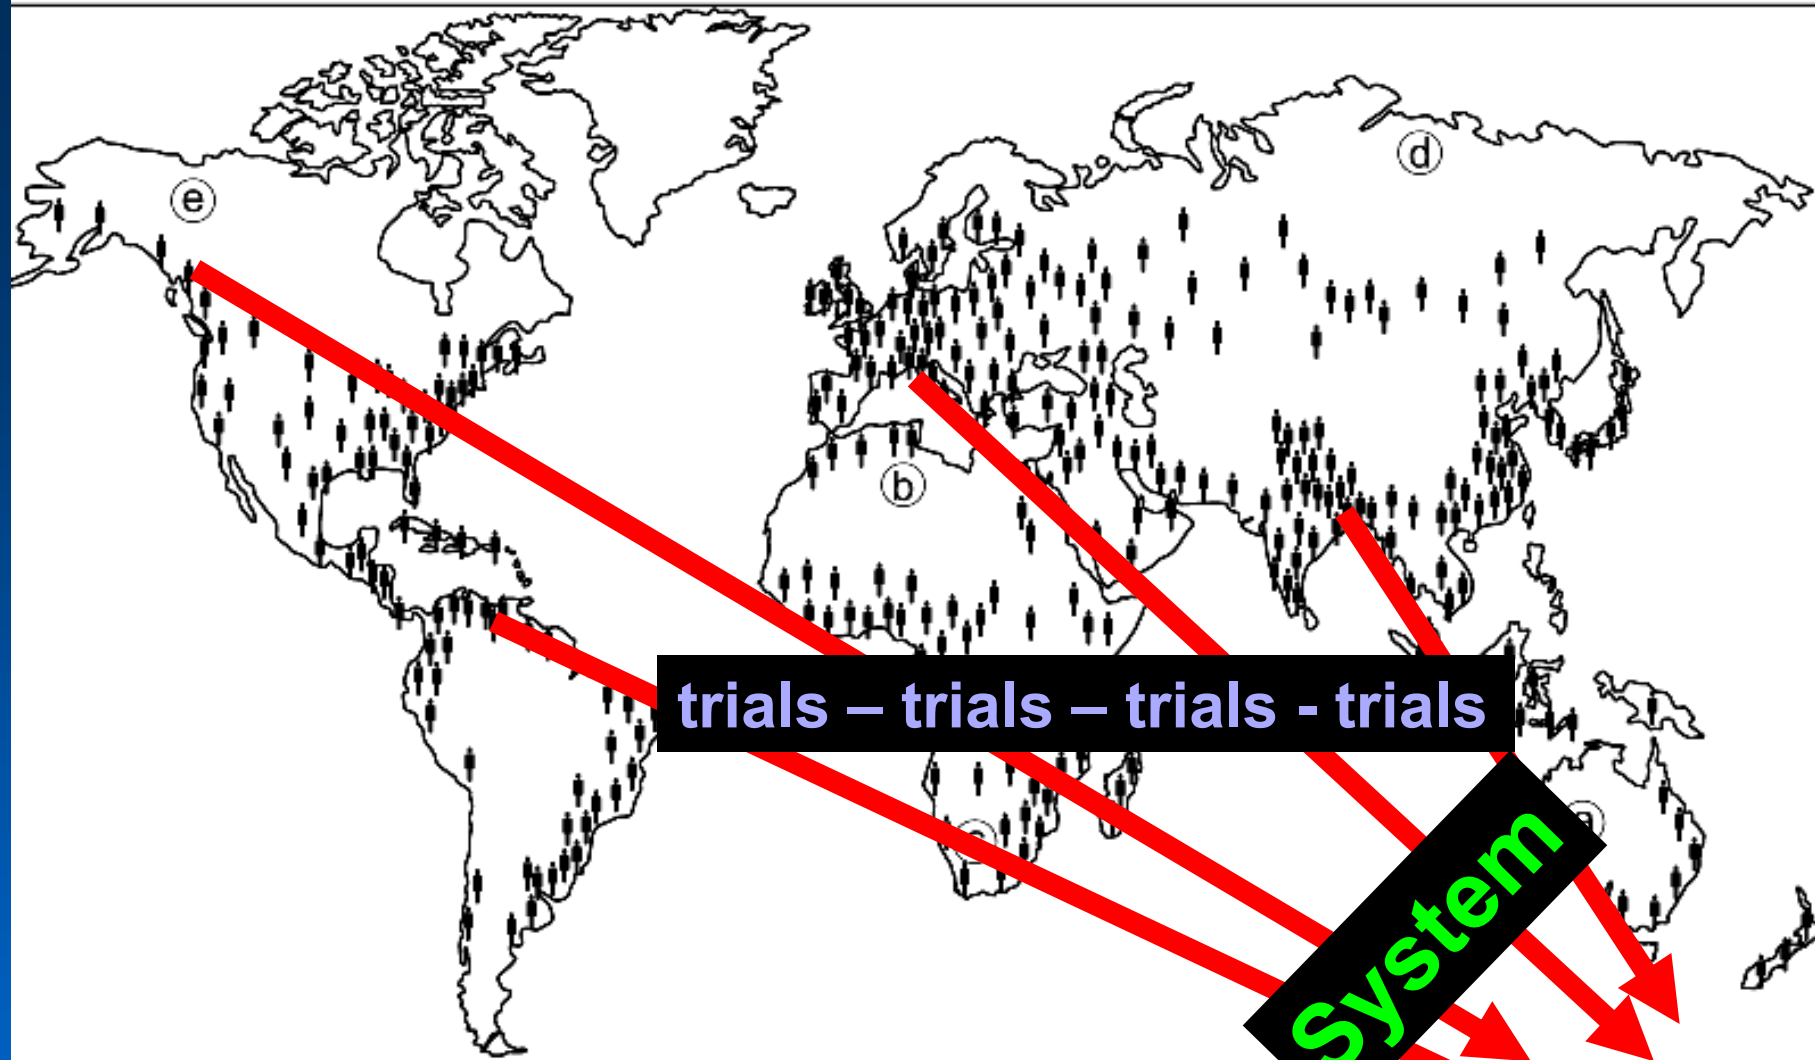 d
e
b
trials – trials – trials - trials
System